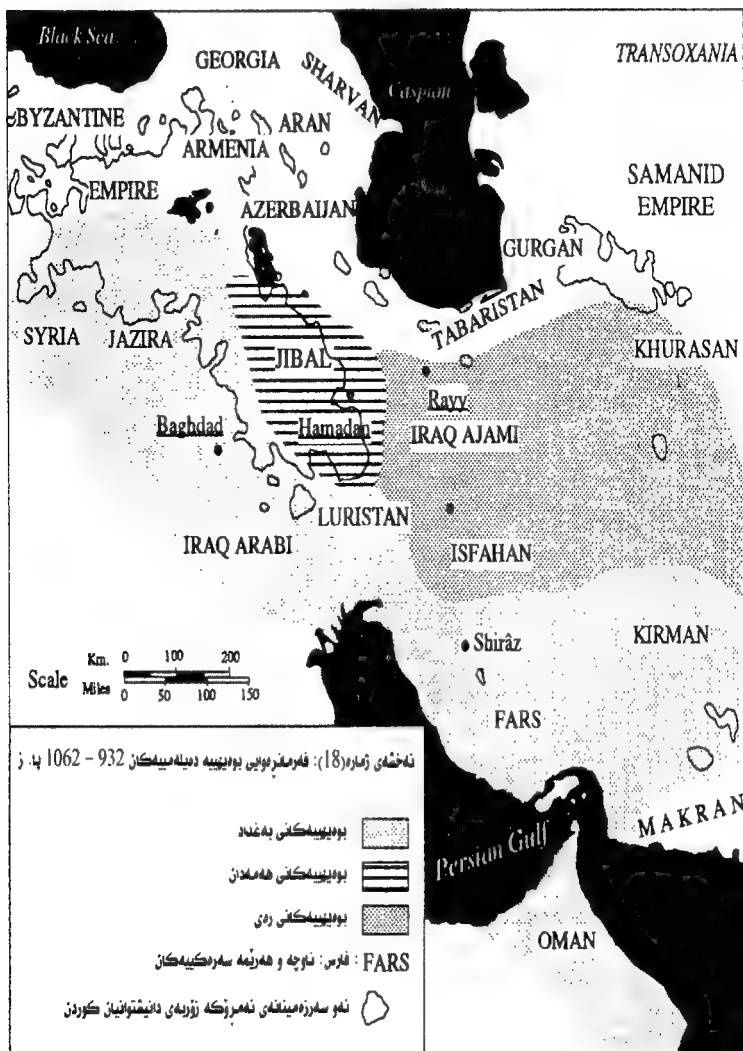 Black Sea
GEORGIA
SHARVAN
Caspian
TRANSOXANIA
BYZANTINE
ARAN
ARMENIA
EMPIRE
SAMANID
EMPIRE
AZERBAIJAN
GURGAN
TABARISTAN
SYRIA
JAZIRA
JIBAL
KHURASAN
Rayy
Baghdad
Hamadan
IRAQ AJAMI
LURISTAN
IRAQ ARABI
ISFAHAN
Shirâz
KIRMAN
Scale
Km. 0 100 200
Miles 0 50 100 150
FARS
نەخشەی ژمارە(18): فەرمانڕەوایی بوەیهییە دەیلەمییەکان 932 – 1062 پا. ز
بوەیهییەکانی بەغداد
بوەیهییەکانی هەمەدان
بوەیهییەکانی رەی
FARS : فارس: ناوچە و هەرێمە سەرەکییەکان
ئەو سەرزەمینانەی ئەمڕۆکە زۆربەی دانیشتوانیان کوردن
MAKRAN
Persian Gulf
OMAN